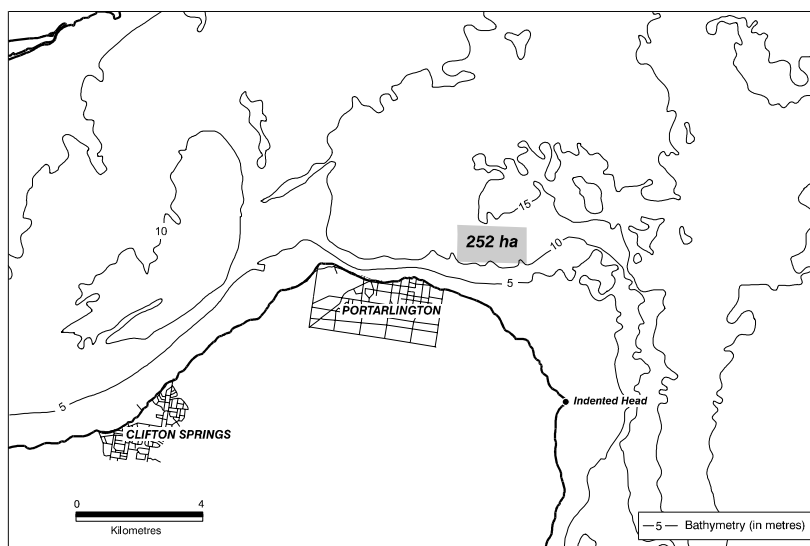 10
15
252 ha
10
5
PORTARLINGTON
5
Indented Head
CLIFTON SPRINGS
0 4
Kilometres
5 Bathymetry (in metres)